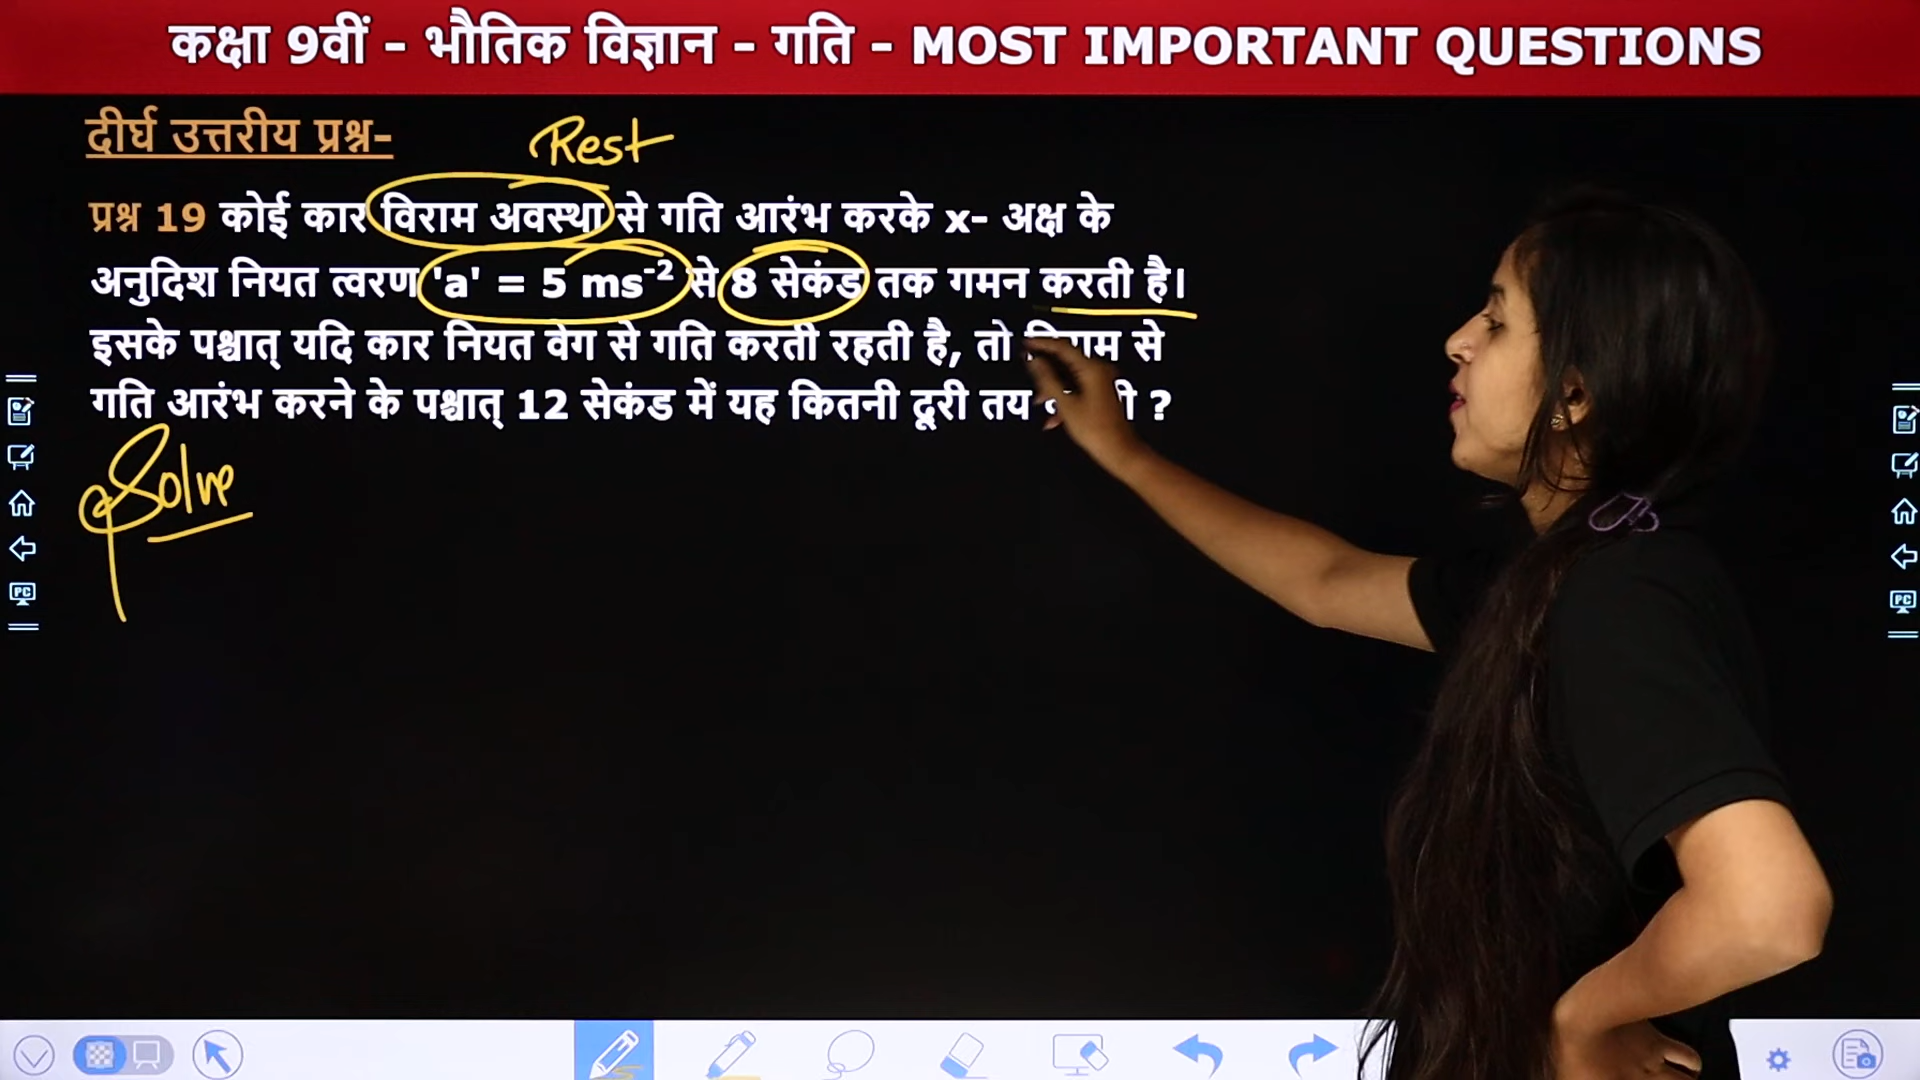 कक्षा 9वीं - भौतिक विज्ञान - गति - MOST IMPORTANT QUESTIONS
दीर्घ उत्तरीय प्रश्न-
Rest
प्रश्न 19 कोई कार विराम अवस्था से गति आरंभ करके x- अक्ष के
अनुदिश नियत त्वरण 'a' = 5 ms⁻² से 8 सेकंड तक गमन करती है।
इसके पश्चात् यदि कार नियत वेग से गति करती रहती है, तो से
गति आरंभ करने के पश्चात् 12 सेकंड में यह कितनी दूरी तय ?
Solve
PC
PC